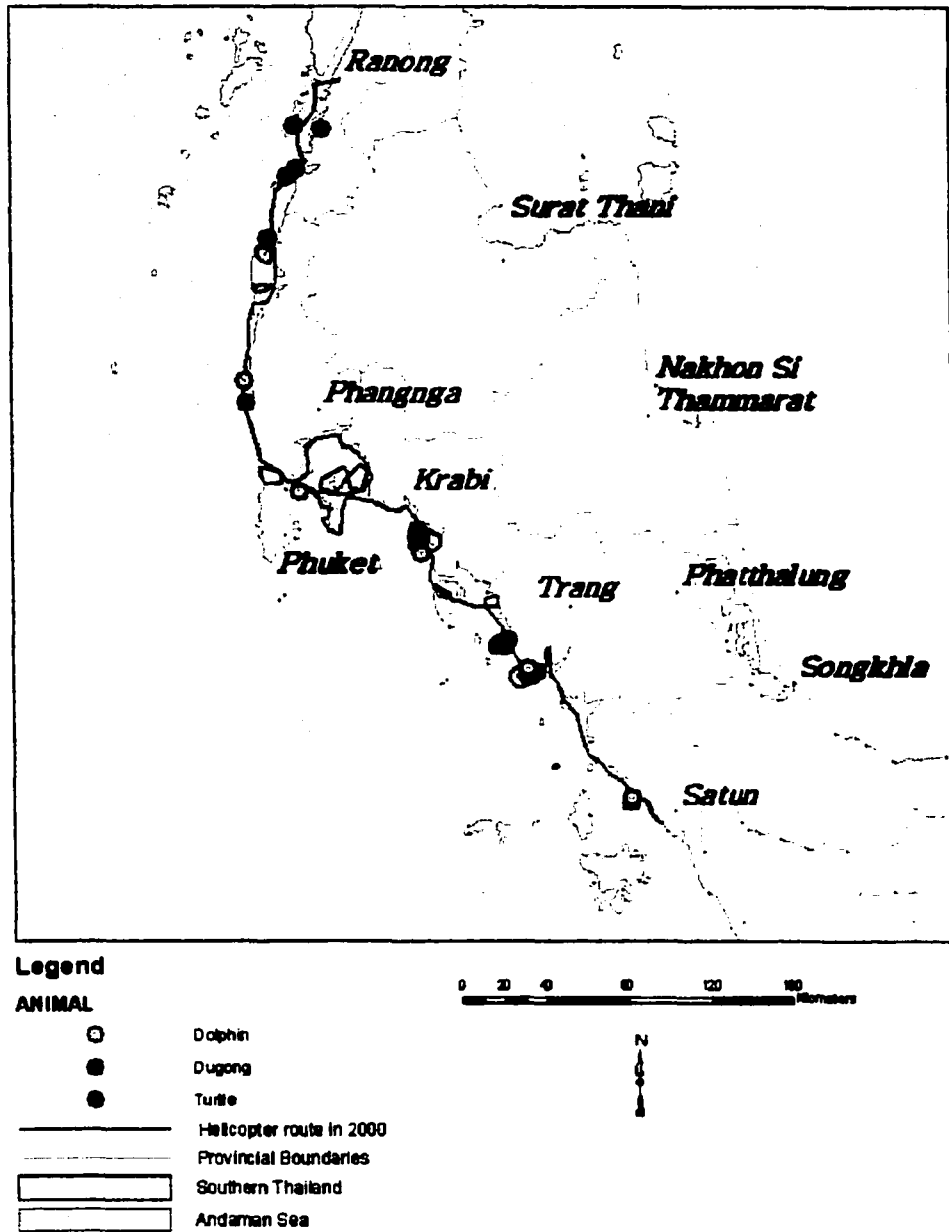 Ranong
Surat Thani
Nakhon Si
Thammarat
Phangnga
Krabi
Phuket
Trang
Phatthalung
Songkhla
Satun
Legend
ANIMAL
0 20 40 80 120 160
Kilometers
Dolphin
Dugong
Turtle
Helicopter route in 2000
Provincial Boundaries
Southern Thailand
Andaman Sea
N